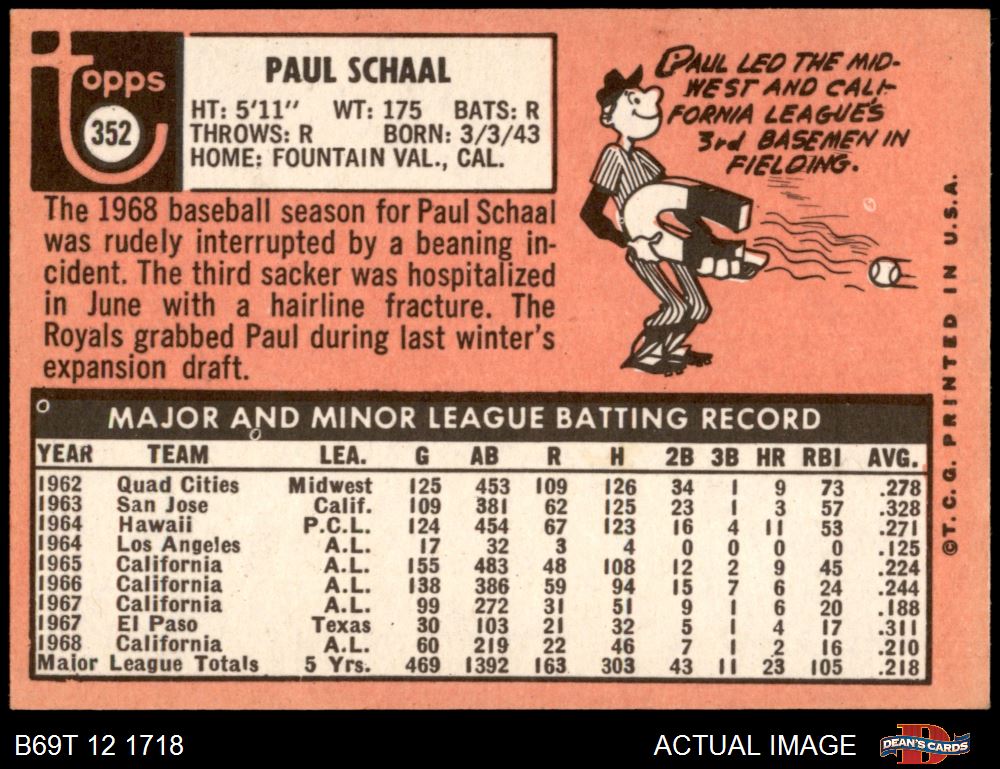 Topps
352
PAUL SCHAAL
HT: 5'11" WT: 175 BATS: R
THROWS: R BORN: 3/3/43
HOME: FOUNTAIN VAL., CAL.
PAUL LED THE MID-
WEST AND CALI-
FORNIA LEAGUE'S
3rd BASEMEN IN
FIELDING.
The 1968 baseball season for Paul Schaal
was rudely interrupted by a beaning in-
cident. The third sacker was hospitalized
in June with a hairline fracture. The
Royals grabbed Paul during last winter's
expansion draft.
©T. C. G. PRINTED IN U.S.A.
MAJOR AND MINOR LEAGUE BATTING RECORD
YEAR TEAM LEA. G AB R H 2B 3B HR RBI AVG.
1962 Quad Cities Midwest 125 453 109 126 34 1 9 73 .278
1963 San Jose Calif. 109 381 62 125 23 1 3 57 .328
1964 Hawaii P.C.L. 124 454 67 123 16 4 11 53 .271
1964 Los Angeles A.L. 17 32 3 4 0 0 0 0 .125
1965 California A.L. 155 483 48 108 12 2 9 45 .224
1966 California A.L. 138 386 59 94 15 7 6 24 .244
1967 California A.L. 99 272 31 51 9 1 6 20 .188
1967 El Paso Texas 30 103 21 32 5 1 4 17 .311
1968 California A.L. 60 219 22 46 7 1 2 16 .210
Major League Totals 5 Yrs. 469 1392 163 303 43 11 23 105 .218
B69T 12 1718
ACTUAL IMAGE
DEAN'S CARDS